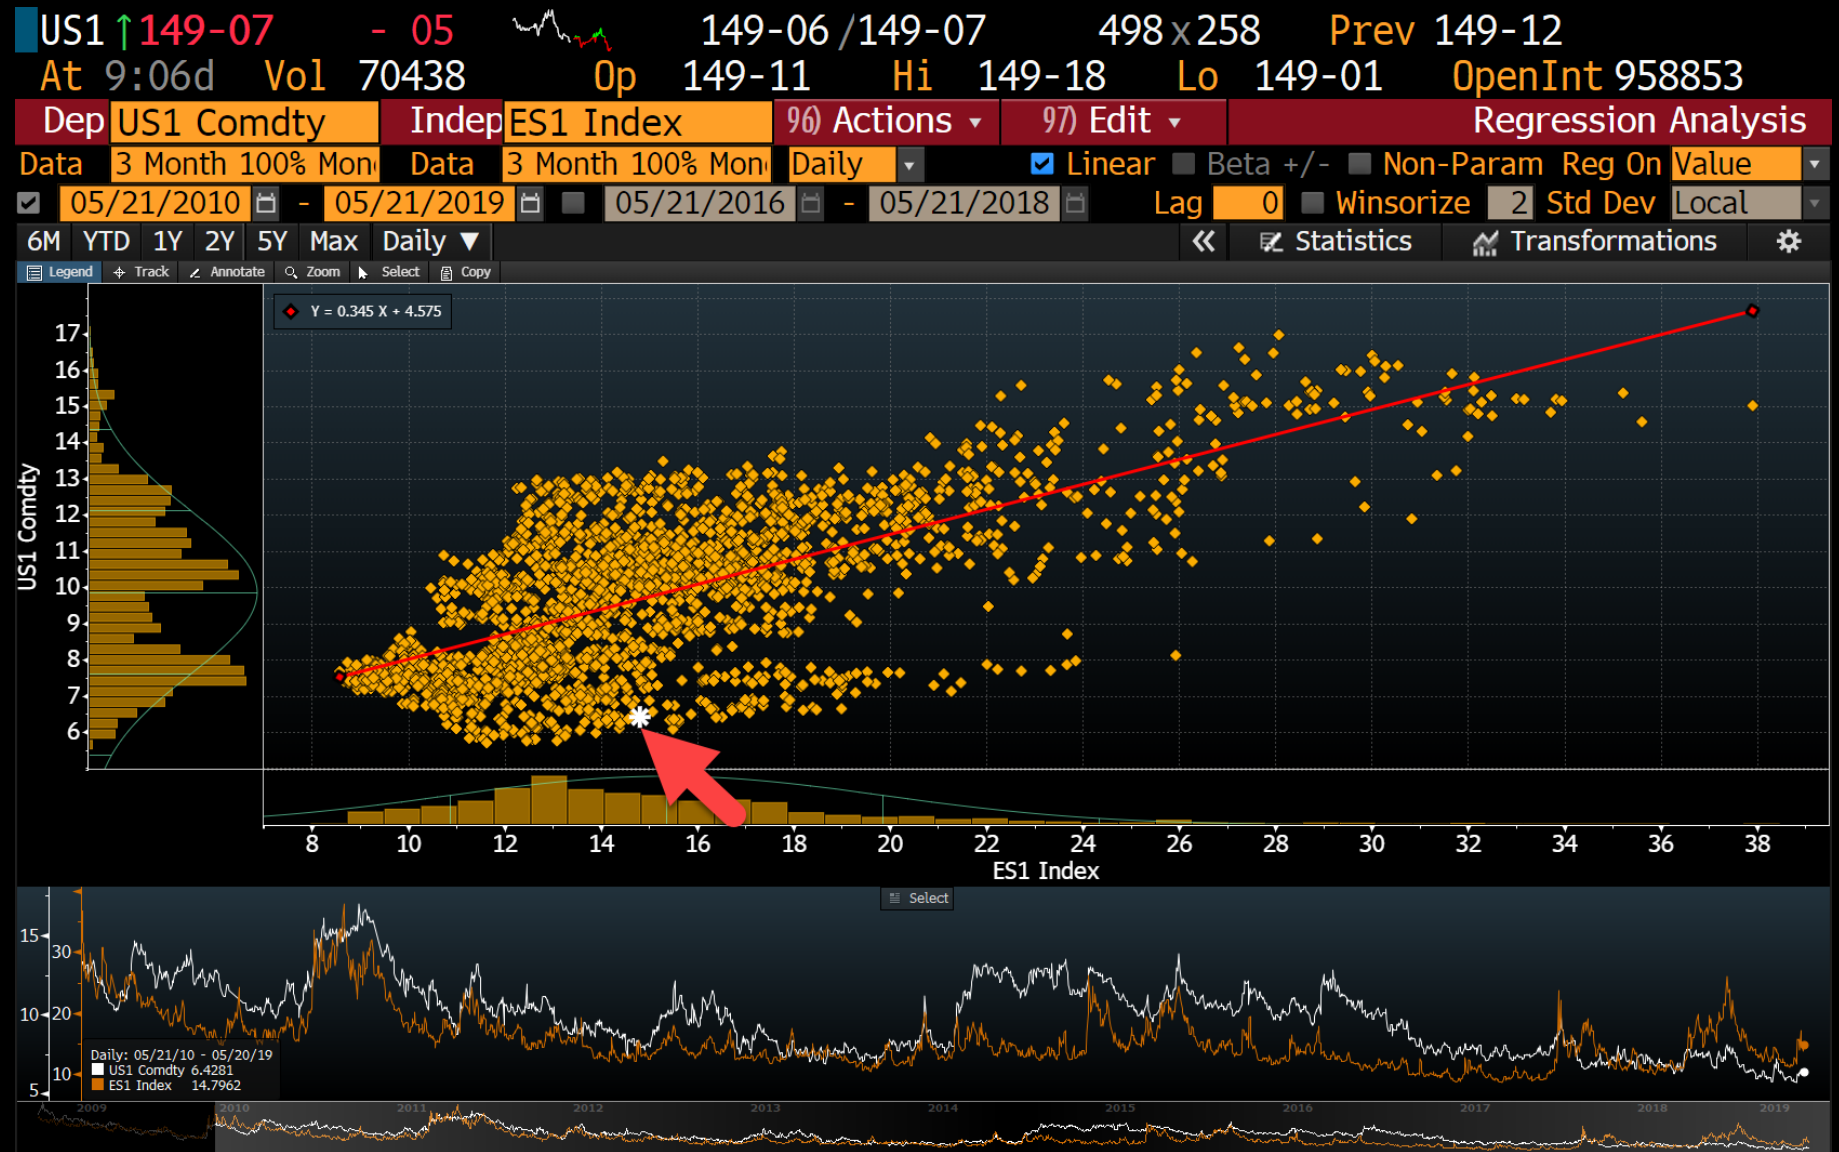 US1 ↑149-07 - 05 149-06 /149-07 498 x 258 Prev 149-12
At 9:06d Vol 70438 Op 149-11 Hi 149-18 Lo 149-01 OpenInt 958853
Dep US1 Comdty Indep ES1 Index 96) Actions 97) Edit Regression Analysis
Data 3 Month 100% Mon Data 3 Month 100% Mon Daily Linear Beta +/- Non-Param Reg On Value
05/21/2010 - 05/21/2019 05/21/2016 - 05/21/2018 Lag 0 Winsorize 2 Std Dev Local
6M YTD 1Y 2Y 5Y Max Daily ▼ « Statistics Transformations
Legend Track Annotate Zoom Select Copy
Y = 0.345 X + 4.575
17
16
15
14
13
12
11
10
9
8
7
6
US1 Comdty
8 10 12 14 16 18 20 22 24 26 28 30 32 34 36 38
ES1 Index
Select
15
10
5
30
20
10
Daily: 05/21/10 - 05/20/19
US1 Comdty 6.4281
ES1 Index 14.7962
2009 2010 2011 2012 2013 2014 2015 2016 2017 2018 2019